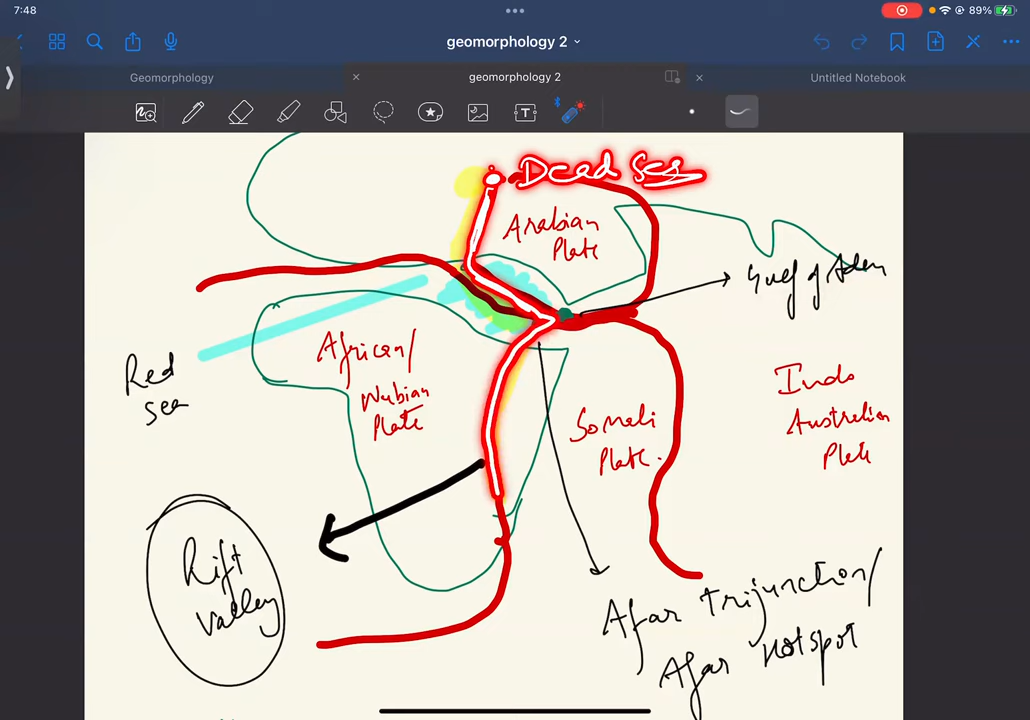 7:48
89%
geomorphology 2
Geomorphology
geomorphology 2
Untitled Notebook
Dead Sea
Arabian
Plate
Gulf of Aden
African/
Nubian
Plate
Red
Sea
Indo
Australian
Plate
Somali
Plate.
Rift
Valley
Afar Trijunction/
Afar Hotspot